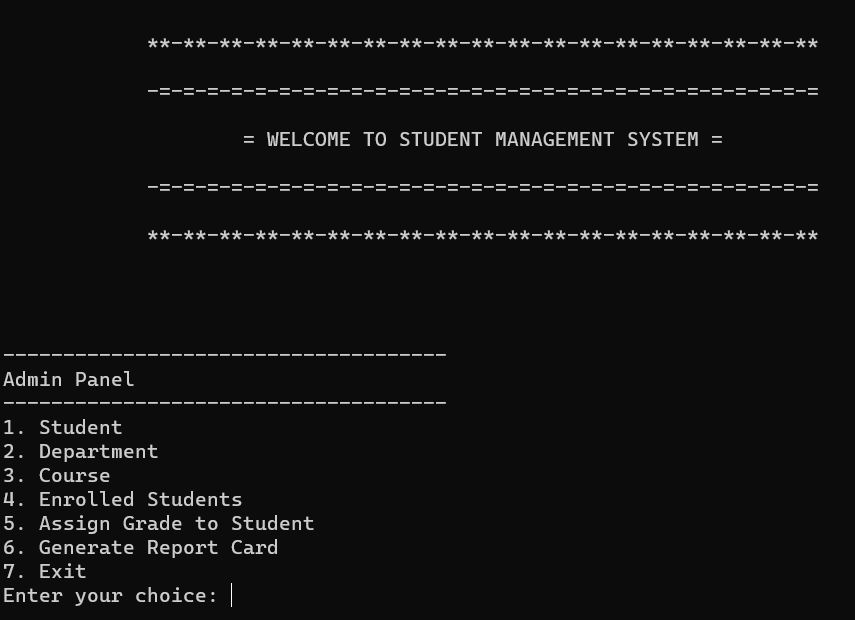 **-**-**-**-**-**-**-**-**-**-**-**-**-**-**-**-**-**-**
-=-=-=-=-=-=-=-=-=-=-=-=-=-=-=-=-=-=-=-=-=-=-=-=-=-=-=-=
= WELCOME TO STUDENT MANAGEMENT SYSTEM =
-=-=-=-=-=-=-=-=-=-=-=-=-=-=-=-=-=-=-=-=-=-=-=-=-=-=-=-=
**-**-**-**-**-**-**-**-**-**-**-**-**-**-**-**-**-**-**
-------------------------------------
Admin Panel
-------------------------------------
1. Student
2. Department
3. Course
4. Enrolled Students
5. Assign Grade to Student
6. Generate Report Card
7. Exit
Enter your choice: